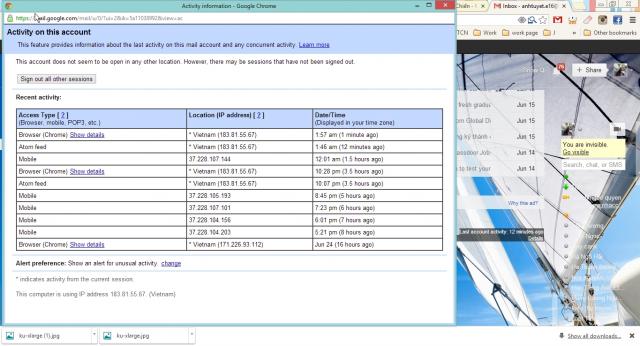 Activity information - Google Chrome
https://mail.google.com/mail/u/0/?ui=2&ik=5a11038992&view=ac
Activity on this account
This feature provides information about the last activity on this mail account and any concurrent activity. Learn more
This account does not seem to be open in any other location. However, there may be sessions that have not been signed out.
Sign out all other sessions
Recent activity:
Access Type [ ? ] Location (IP address) [ ? ] Date/Time
(Browser, mobile, POP3, etc.) (Displayed in your time zone)
Browser (Chrome) Show details * Vietnam (183.81.55.67) 1:57 am (1 minute ago)
Atom feed * Vietnam (183.81.55.67) 1:46 am (12 minutes ago)
Mobile 37.228.107.144 12:01 am (1.5 hours ago)
Browser (Chrome) Show details * Vietnam (183.81.55.67) 10:28 pm (3.5 hours ago)
Atom feed * Vietnam (183.81.55.67) 10:07 pm (3.5 hours ago)
Mobile 37.228.105.193 8:45 pm (5 hours ago)
Mobile 37.228.107.101 7:23 pm (6 hours ago)
Mobile 37.228.104.156 6:01 pm (7 hours ago)
Mobile 37.228.104.203 5:21 pm (8 hours ago)
Browser (Chrome) Show details * Vietnam (171.226.93.112) Jun 24 (16 hours ago)
Alert preference: Show an alert for unusual activity. change
* indicates activity from the current session.
This computer is using IP address 183.81.55.67. (Vietnam)
Inbox - anhtuyet.e16@
TCN Work work page J » Other bookmarks
+ Share
fresh gradu Jun 15
om Global Di Jun 15
ký thành Jun 15
Job Jun 14
to test your Jun 14
Why this ad?
Last account activity: 12 minutes ago
Details
You are invisible.
Go visible
Search, chat, or SMS
ku-xlarge (1).jpg
ku-xlarge.jpg
Show all downloads...